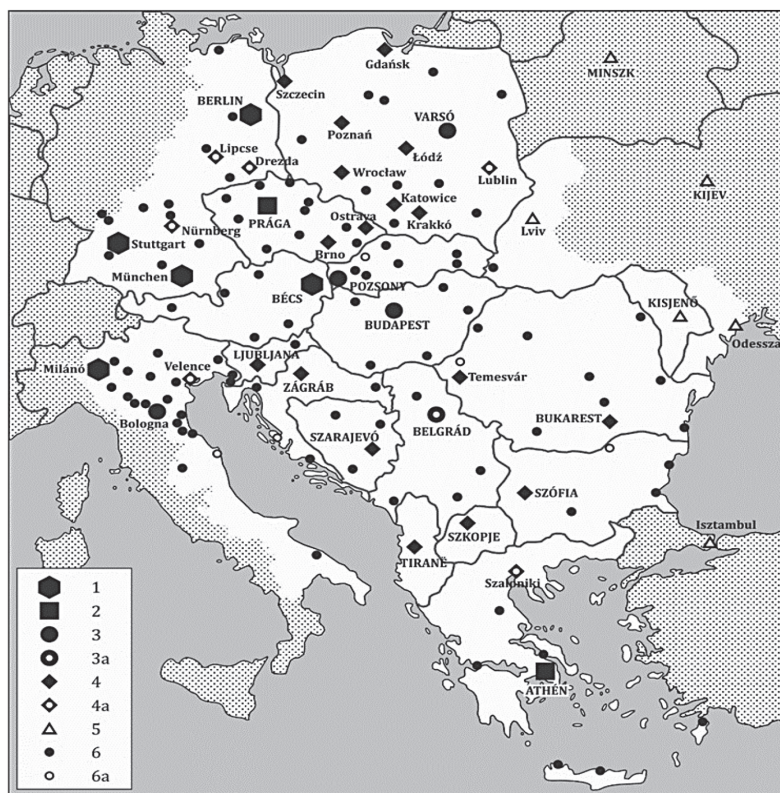 Gdańsk
MINSZK
Szczecin
BERLIN
VARSÓ
Poznań
Łódź
Lipcse
Drezda
KIJEV
Wrocław
Lublin
Katowice
PRÁGA
Ostrava
Krakkó
Lviv
Nürnberg
Stuttgart
Brno
München
POZSONY
BÉCS
KISJENŐ
BUDAPEST
Odessza
LJUBLJANA
Velence
Milánó
ZÁGRÁB
Temesvár
Bologna
BELGRÁD
BUKAREST
SZARAJEVÓ
SZÓFIA
Isztambul
SZKOPJE
TIRANË
Szaloniki
ATHÉN
1
2
3
3a
4
4a
5
6
6a